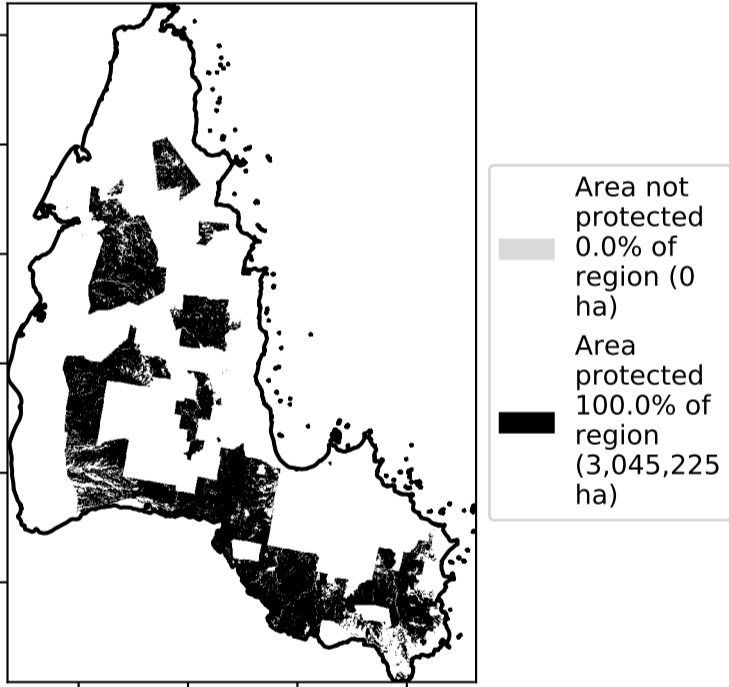 Area not
protected
0.0% of
region (0
ha)
Area
protected
100.0% of
region
(3,045,225
ha)